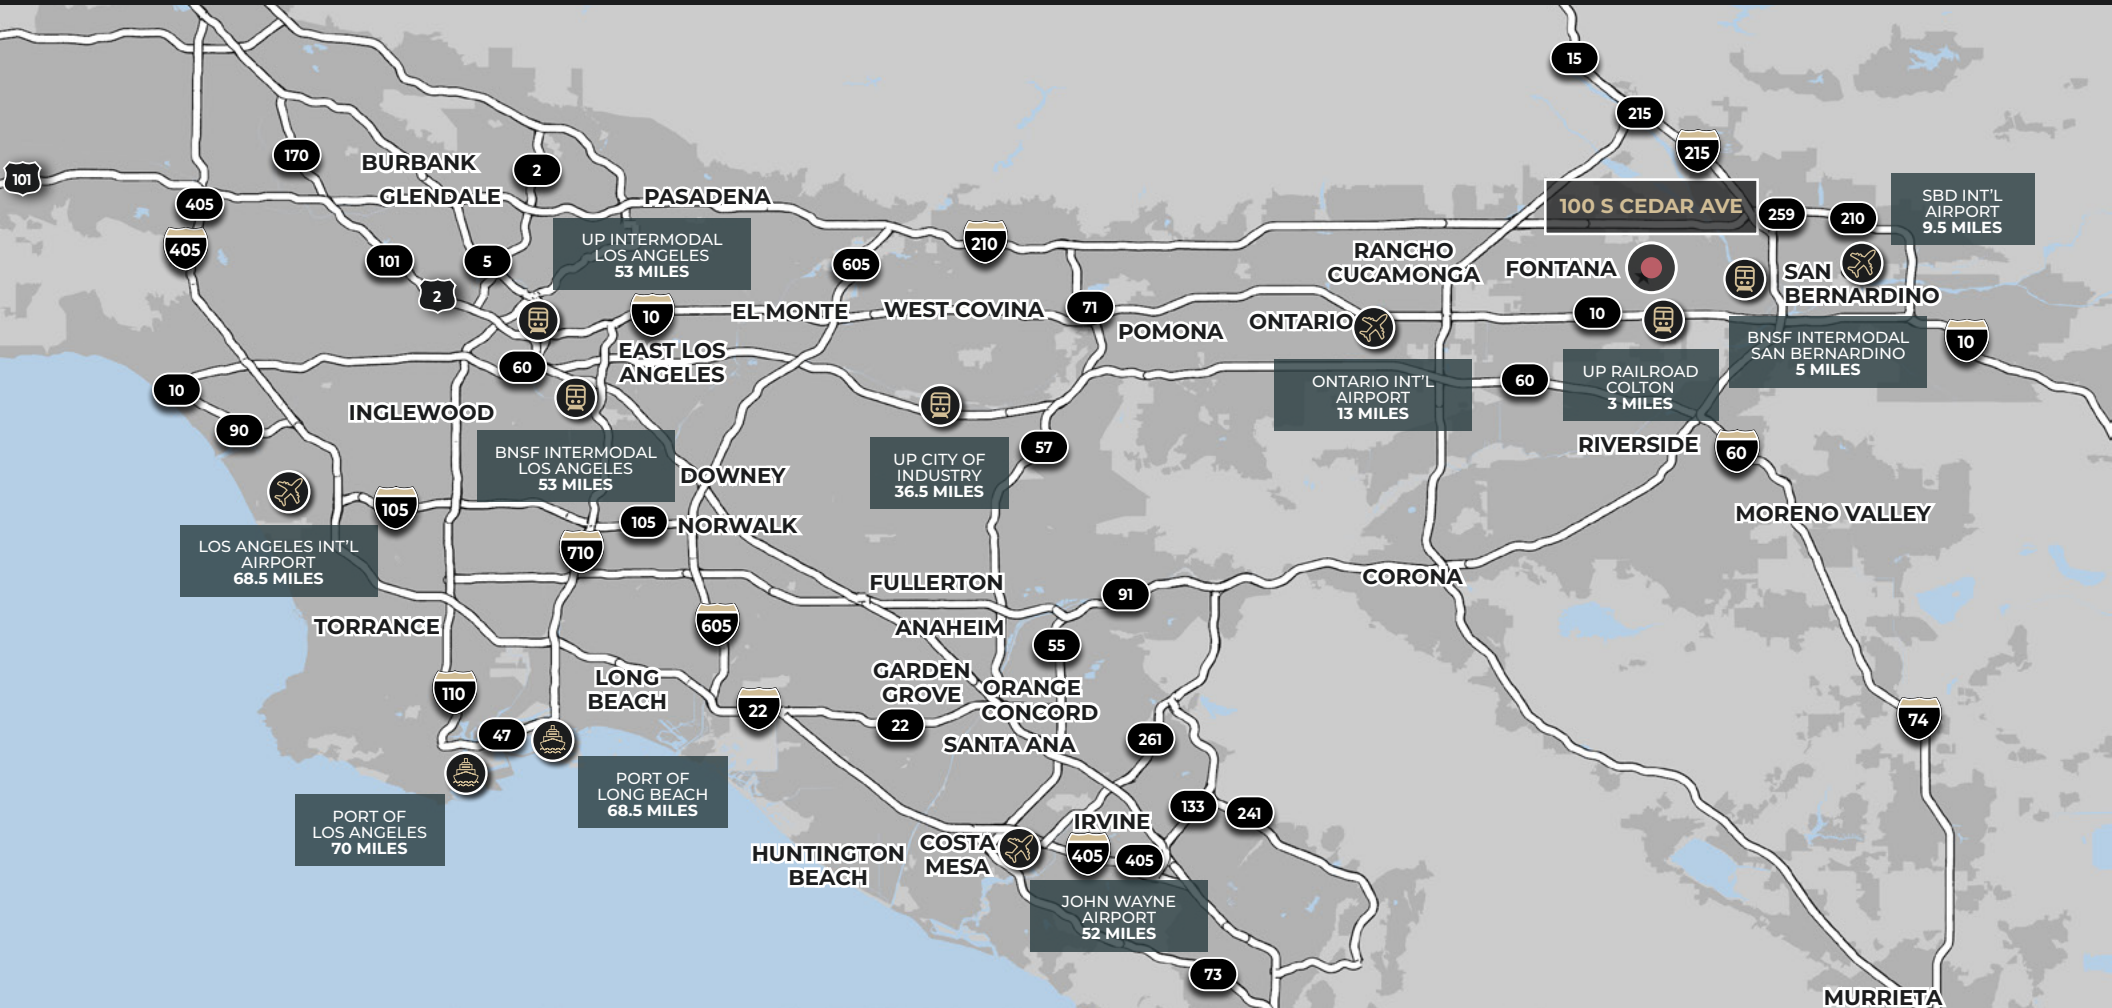 15
215
215
170
BURBANK
2
101
GLENDALE
PASADENA
405
100 S CEDAR AVE
259
210
SBD INT'L
AIRPORT
9.5 MILES
405
101
5
UP INTERMODAL
LOS ANGELES
53 MILES
605
210
RANCHO
CUCAMONGA
FONTANA
SAN
BERNARDINO
2
10
EL MONTE
WEST COVINA
71
POMONA
ONTARIO
10
10
BNSF INTERMODAL
SAN BERNARDINO
5 MILES
60
EAST LOS
ANGELES
ONTARIO INT'L
AIRPORT
13 MILES
60
UP RAILROAD
COLTON
3 MILES
10
90
INGLEWOOD
BNSF INTERMODAL
LOS ANGELES
53 MILES
DOWNEY
UP CITY OF
INDUSTRY
36.5 MILES
57
RIVERSIDE
60
105
105
NORWALK
MORENO VALLEY
LOS ANGELES INT'L
AIRPORT
68.5 MILES
710
FULLERTON
91
CORONA
TORRANCE
605
ANAHEIM
55
110
LONG
BEACH
22
GARDEN
GROVE
ORANGE
CONCORD
22
74
47
SANTA ANA
261
PORT OF
LOS ANGELES
70 MILES
PORT OF
LONG BEACH
68.5 MILES
133
241
IRVINE
HUNTINGTON
BEACH
COSTA
MESA
405
405
JOHN WAYNE
AIRPORT
52 MILES
73
MURRIETA